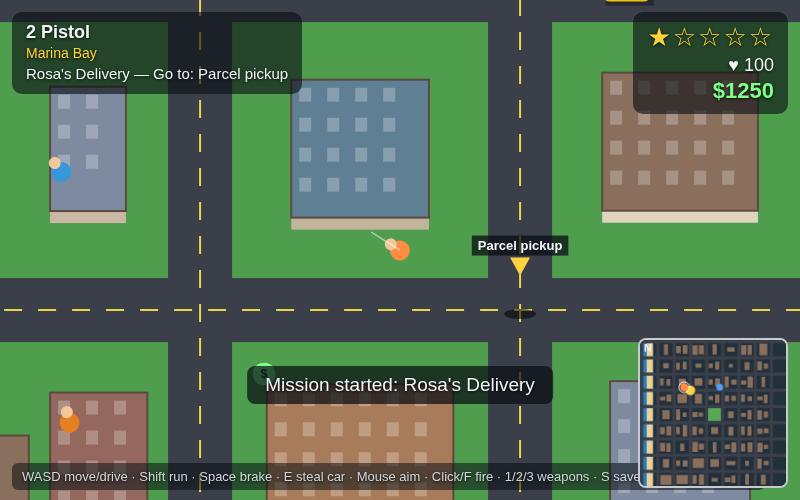 2 Pistol
Marina Bay
Rosa's Delivery — Go to: Parcel pickup
★☆☆☆☆
♥ 100
$1250
Parcel pickup
$
Mission started: Rosa's Delivery
WASD move/drive · Shift run · Space brake · E steal car · Mouse aim · Click/F fire · 1/2/3 weapons · S save